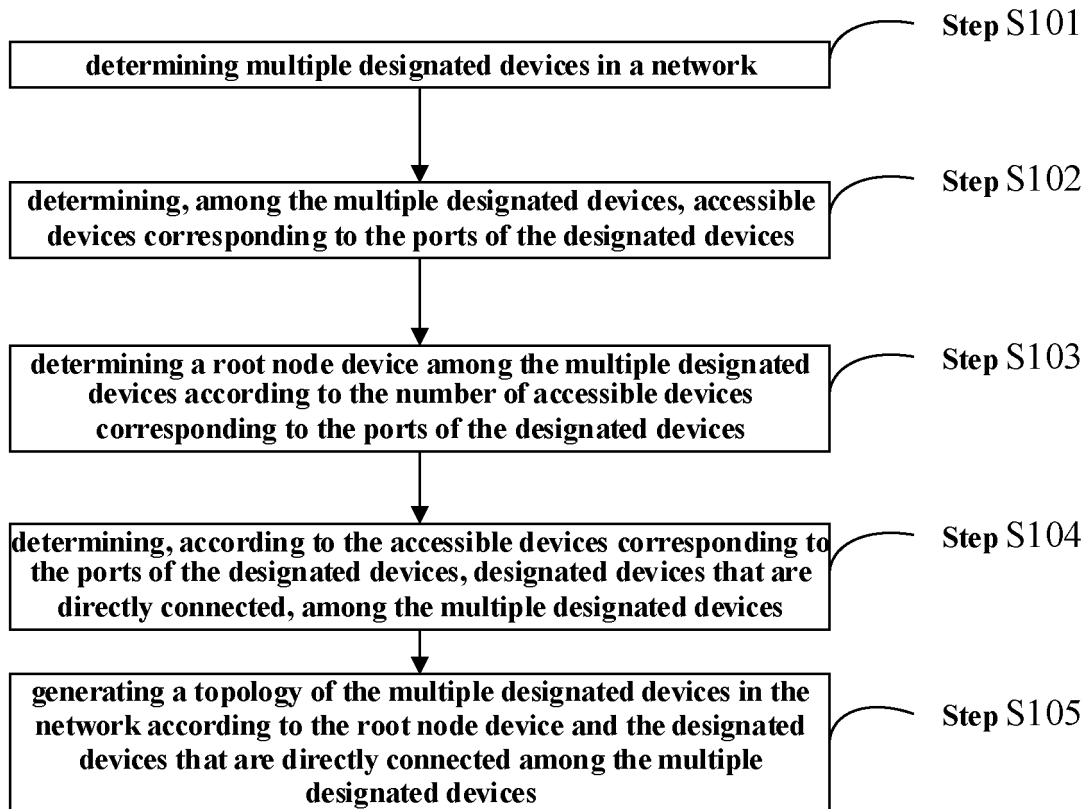 Step S101
determining multiple designated devices in a network
Step S102
determining, among the multiple designated devices, accessible
devices corresponding to the ports of the designated devices
Step S103
determining a root node device among the multiple designated
devices according to the number of accessible devices
corresponding to the ports of the designated devices
Step S104
determining, according to the accessible devices corresponding to
the ports of the designated devices, designated devices that are
directly connected, among the multiple designated devices
Step S105
generating a topology of the multiple designated devices in the
network according to the root node device and the designated
devices that are directly connected among the multiple
designated devices